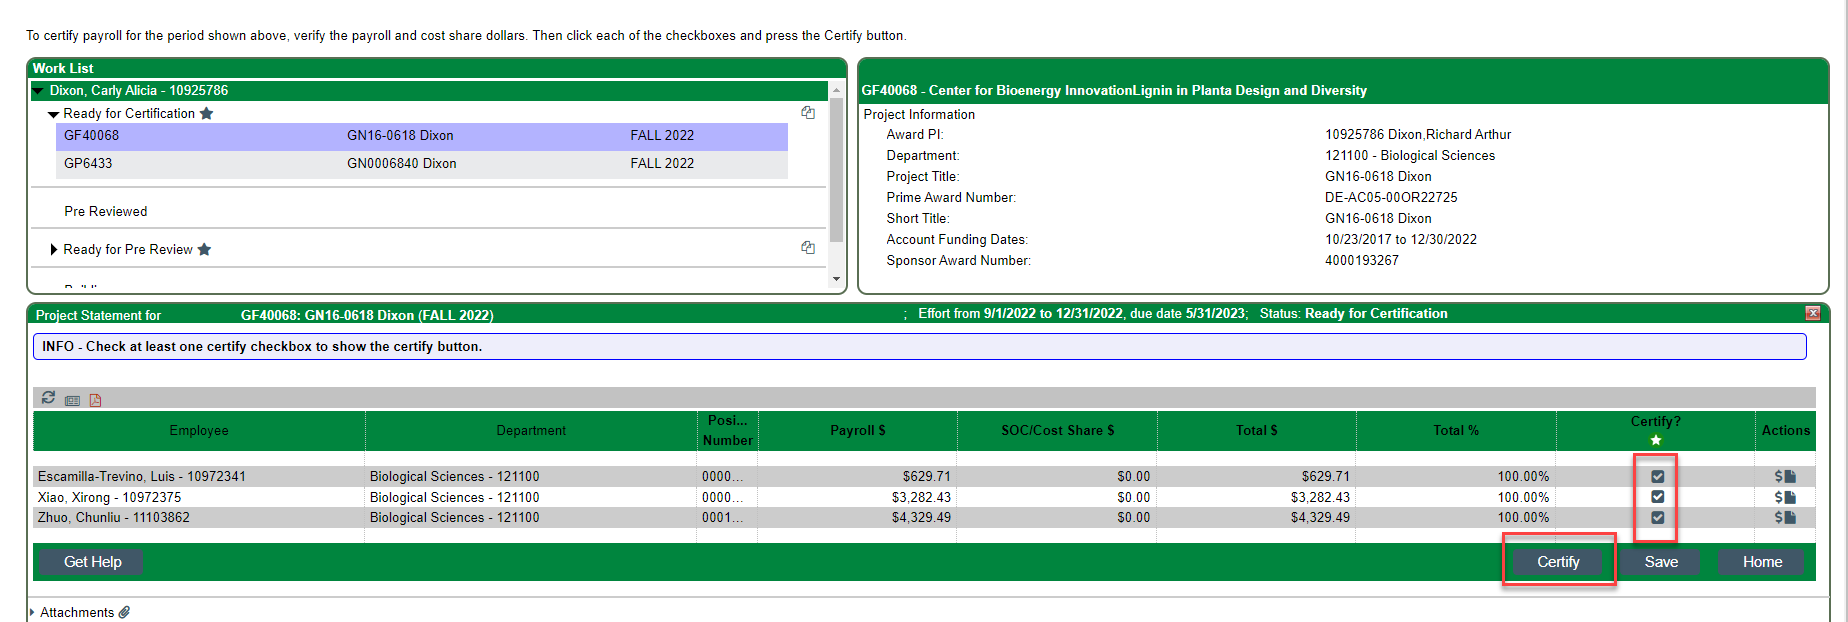 To certify payroll for the period shown above, verify the payroll and cost share dollars. Then click each of the checkboxes and press the Certify button.
Work List
Dixon, Carly Alicia - 10925786
Ready for Certification
GF40068 GN16-0618 Dixon FALL 2022
GP6433 GN0006840 Dixon FALL 2022
Pre Reviewed
Ready for Pre Review
GF40068 - Center for Bioenergy InnovationLignin in Planta Design and Diversity
Project Information
Award PI: 10925786 Dixon,Richard Arthur
Department: 121100 - Biological Sciences
Project Title: GN16-0618 Dixon
Prime Award Number: DE-AC05-00OR22725
Short Title: GN16-0618 Dixon
Account Funding Dates: 10/23/2017 to 12/30/2022
Sponsor Award Number: 4000193267
Project Statement for GF40068: GN16-0618 Dixon (FALL 2022) ; Effort from 9/1/2022 to 12/31/2022, due date 5/31/2023; Status: Ready for Certification
INFO - Check at least one certify checkbox to show the certify button.
Employee Department Posi... Number Payroll $ SOC/Cost Share $ Total $ Total % Certify? Actions
Escamilla-Trevino, Luis - 10972341 Biological Sciences - 121100 0000... $629.71 $0.00 $629.71 100.00% $
Xiao, Xirong - 10972375 Biological Sciences - 121100 0000... $3,282.43 $0.00 $3,282.43 100.00% $
Zhuo, Chunliu - 11103862 Biological Sciences - 121100 0001... $4,329.49 $0.00 $4,329.49 100.00% $
Get Help Certify Save Home
Attachments